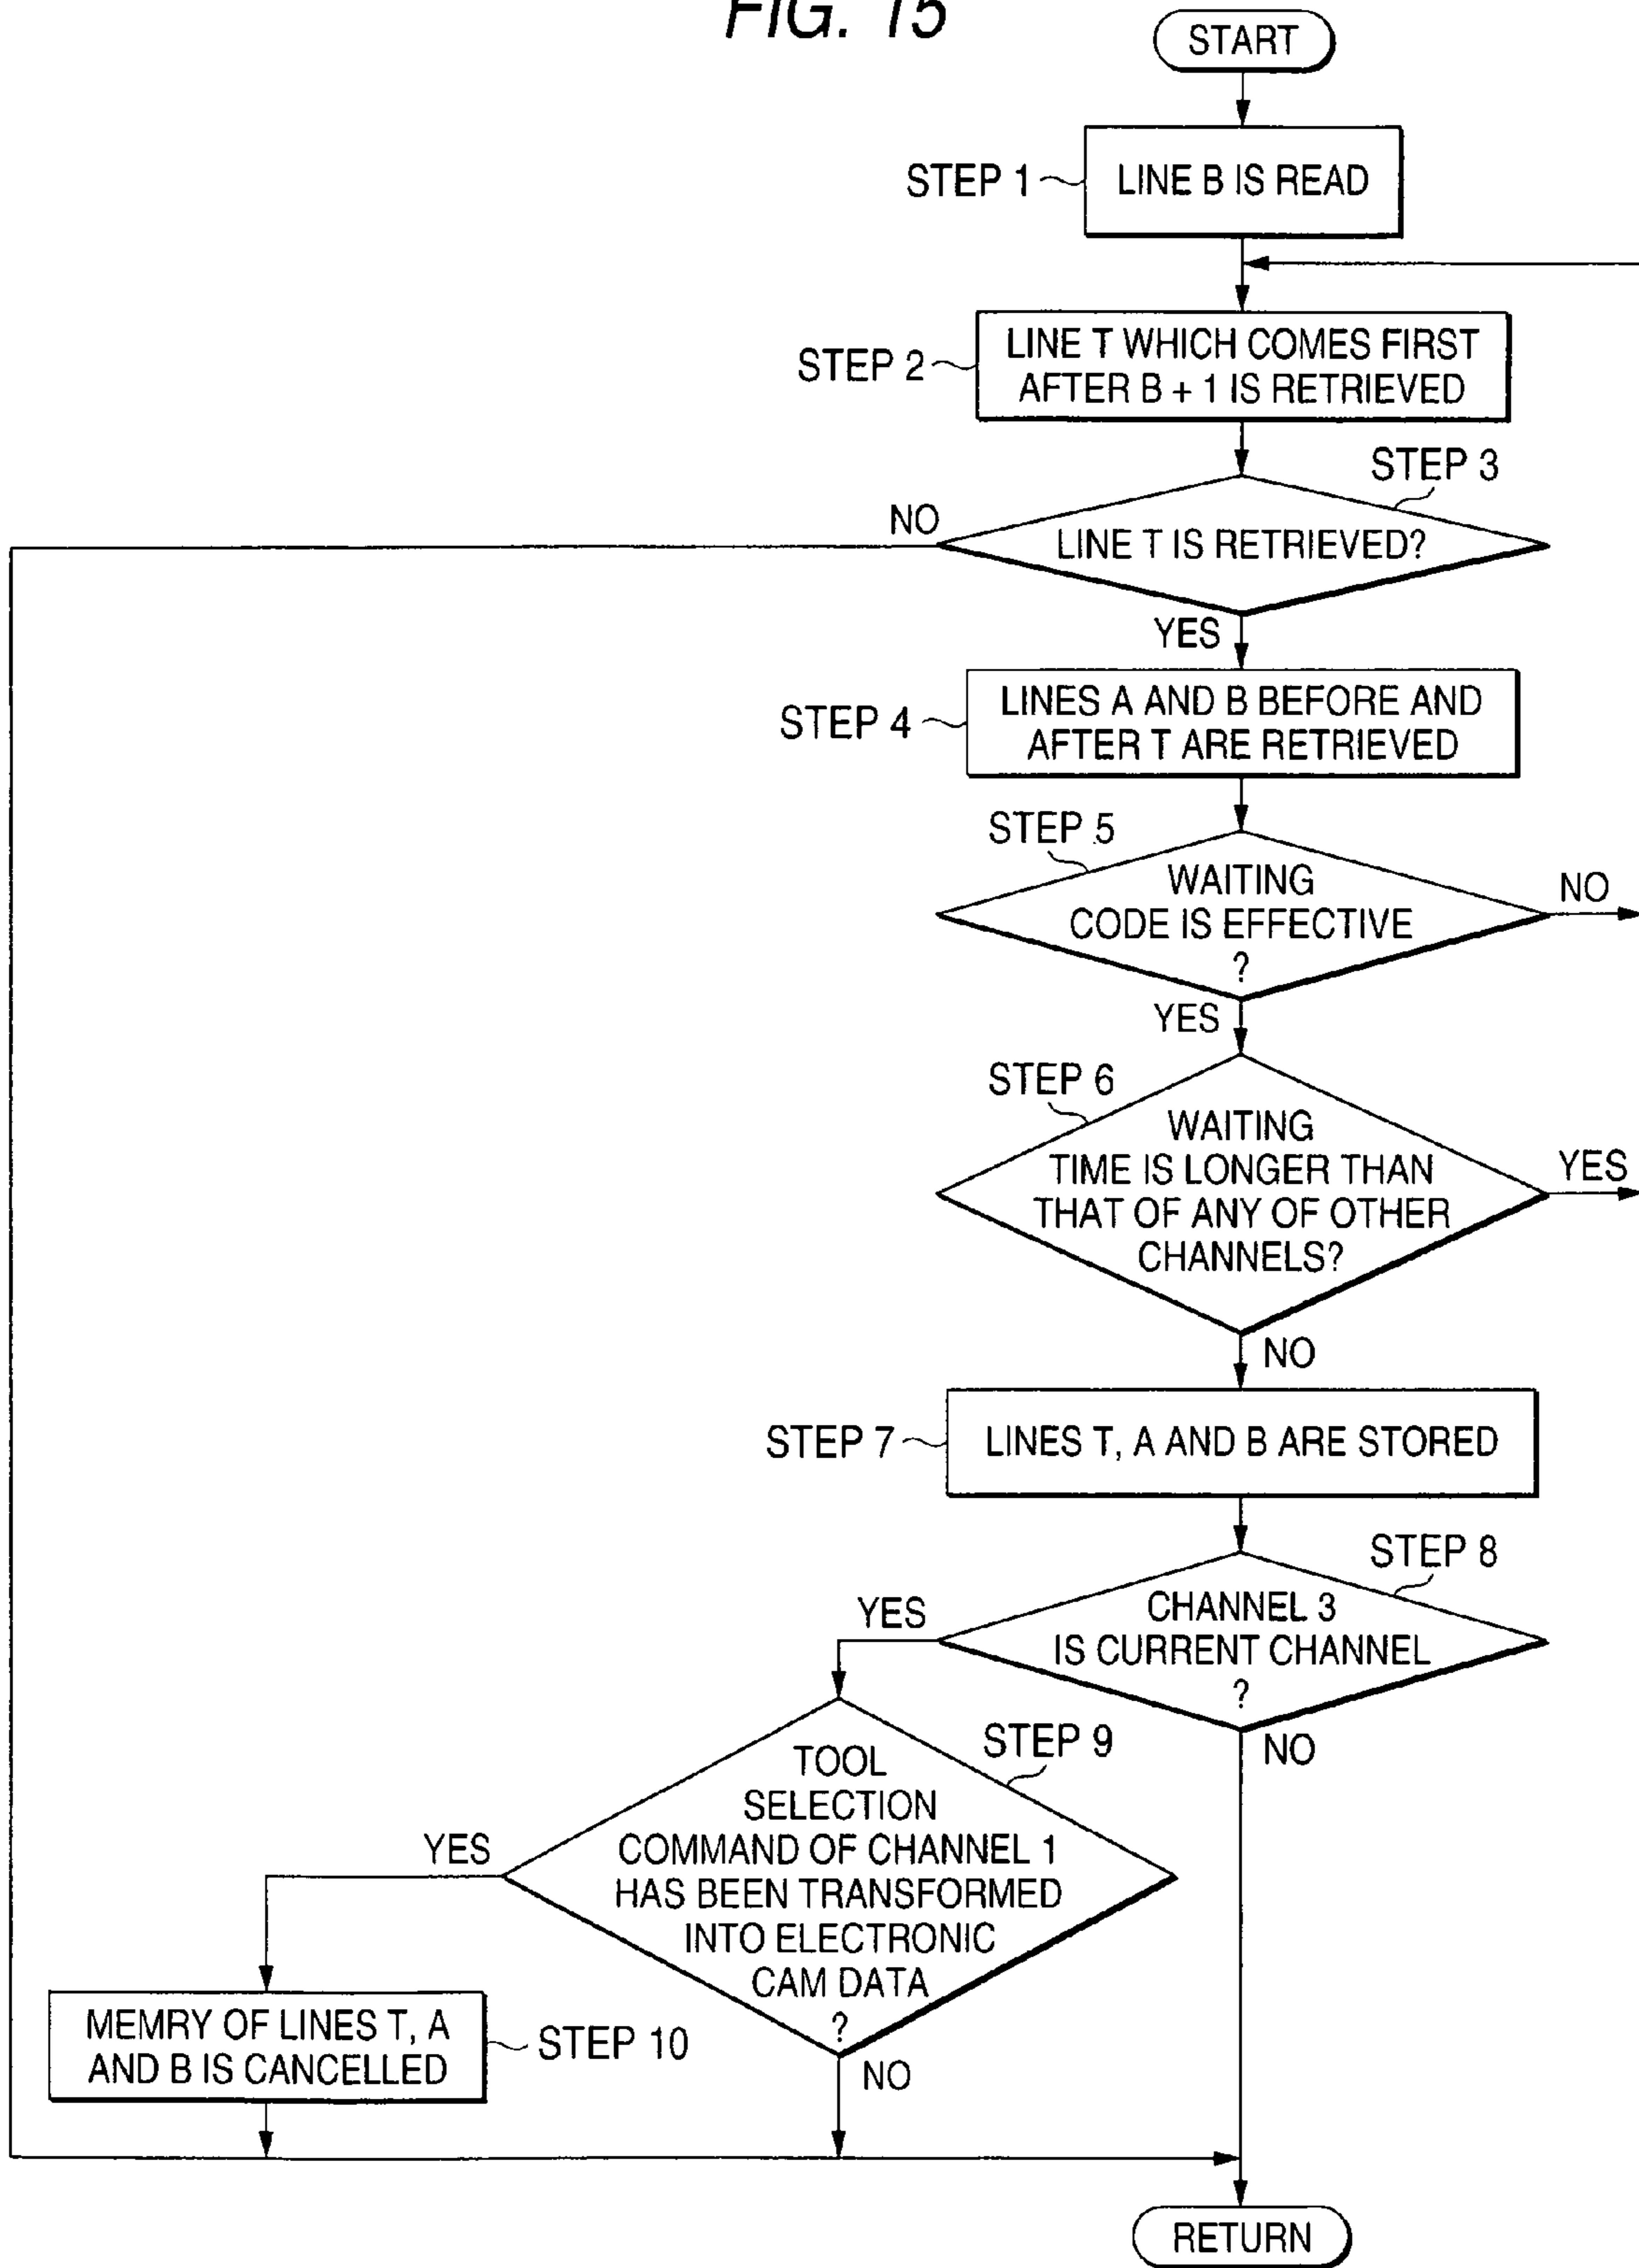 FIG. 15
START
STEP 1
LINE B IS READ
STEP 2
LINE T WHICH COMES FIRST
AFTER B + 1 IS RETRIEVED
STEP 3
NO
LINE T IS RETRIEVED?
YES
STEP 4
LINES A AND B BEFORE AND
AFTER T ARE RETRIEVED
STEP 5
WAITING
CODE IS EFFECTIVE
?
NO
YES
STEP 6
WAITING
TIME IS LONGER THAN
THAT OF ANY OF OTHER
CHANNELS?
YES
NO
STEP 7
LINES T, A AND B ARE STORED
STEP 8
YES
CHANNEL 3
IS CURRENT CHANNEL
?
NO
STEP 9
TOOL
SELECTION
COMMAND OF CHANNEL 1
HAS BEEN TRANSFORMED
INTO ELECTRONIC
CAM DATA
?
YES
NO
MEMRY OF LINES T, A
AND B IS CANCELLED
STEP 10
RETURN